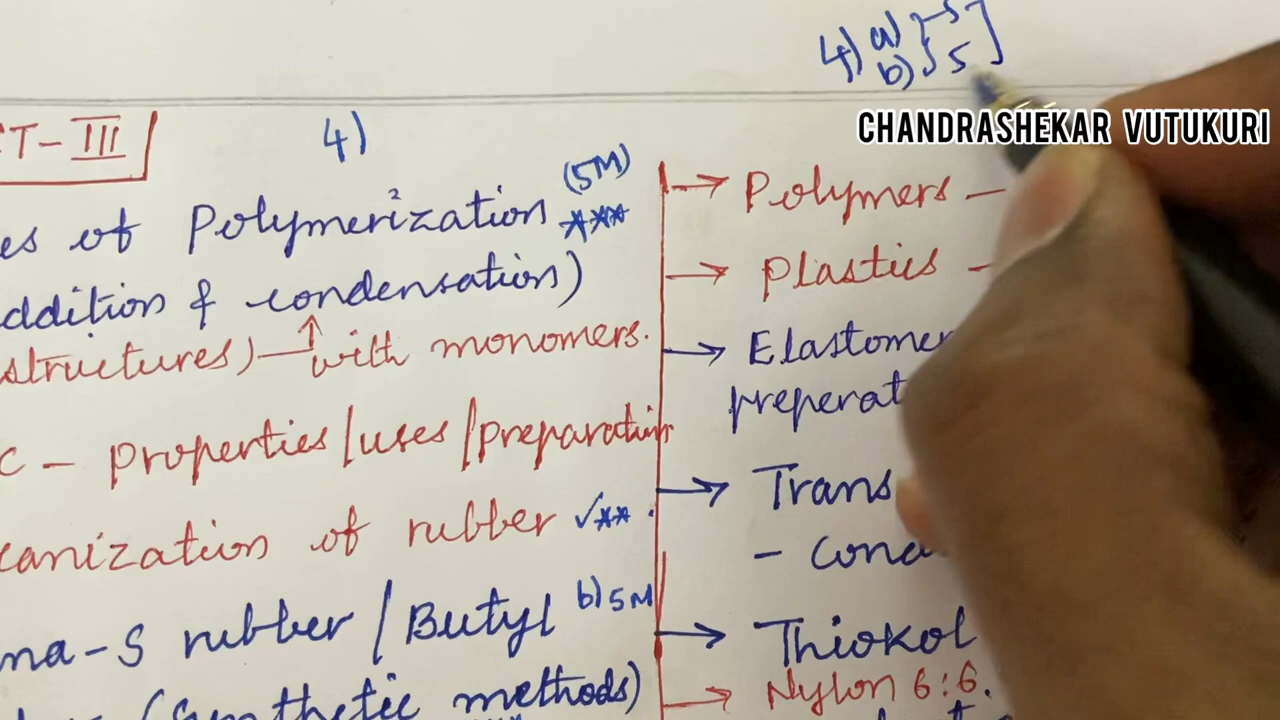 4) a) } - 5 ]
b) 5
CHANDRASHEKAR VUTUKURI
T - III
4)
es of Polymerization (5M) ***
ddition & condensation)
structures) — with monomers.
C - Properties/uses/preparation
canization of rubber ✓** .
na-S rubber / Butyl b) 5M
(Synthetic methods)
→ Polymers —
→ Plastics -
→ Elastomer
preperat
→ Trans
- Cond
→ Thiokol
→ Nylon 6:6.